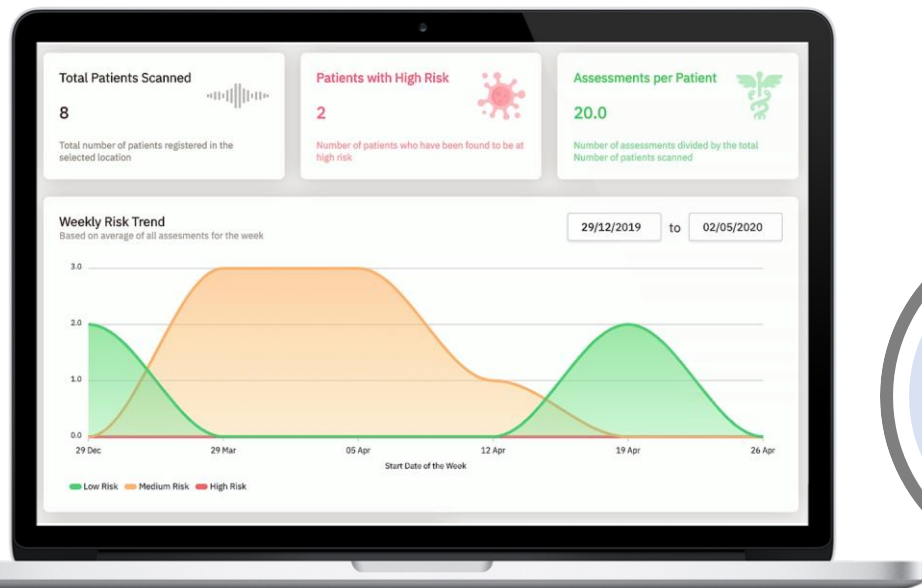 Total Patients Scanned
8
Total number of patients registered in the
selected location
Patients with High Risk
2
Number of patients who have been found to be at
high risk
Assessments per Patient
20.0
Number of assessments divided by the total
Number of patients scanned
Weekly Risk Trend
Based on average of all assesments for the week
29/12/2019 to 02/05/2020
3.0
2.0
1.0
0.0
29 Dec 29 Mar 05 Apr 12 Apr 19 Apr 26 Apr
Start Date of the Week
Low Risk Medium Risk High Risk